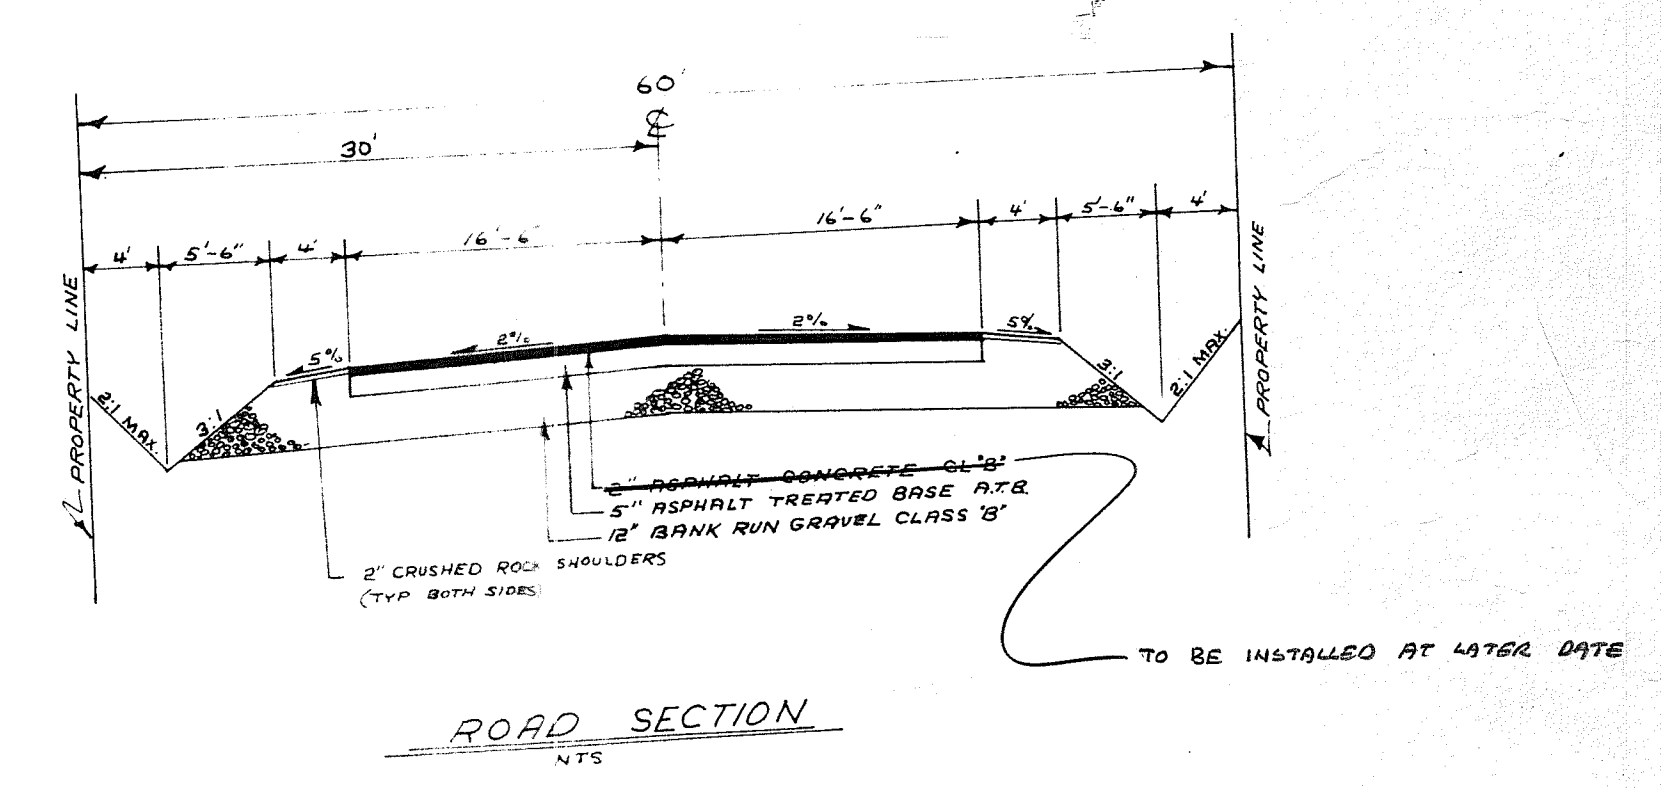 60'
℄
30'
4' 5'-6" 4' 16'-6" 16'-6" 4' 5'-6" 4'
PROPERTY LINE
PROPERTY LINE
2:1 MAX.
3:1
5%
2%
2%
5%
3:1
2:1 MAX.
2" ASPHALT CONCRETE CL "B"
5" ASPHALT TREATED BASE A.T.B.
12" BANK RUN GRAVEL CLASS "B"
2" CRUSHED ROCK SHOULDERS
(TYP BOTH SIDES)
TO BE INSTALLED AT LATER DATE
ROAD SECTION
NTS